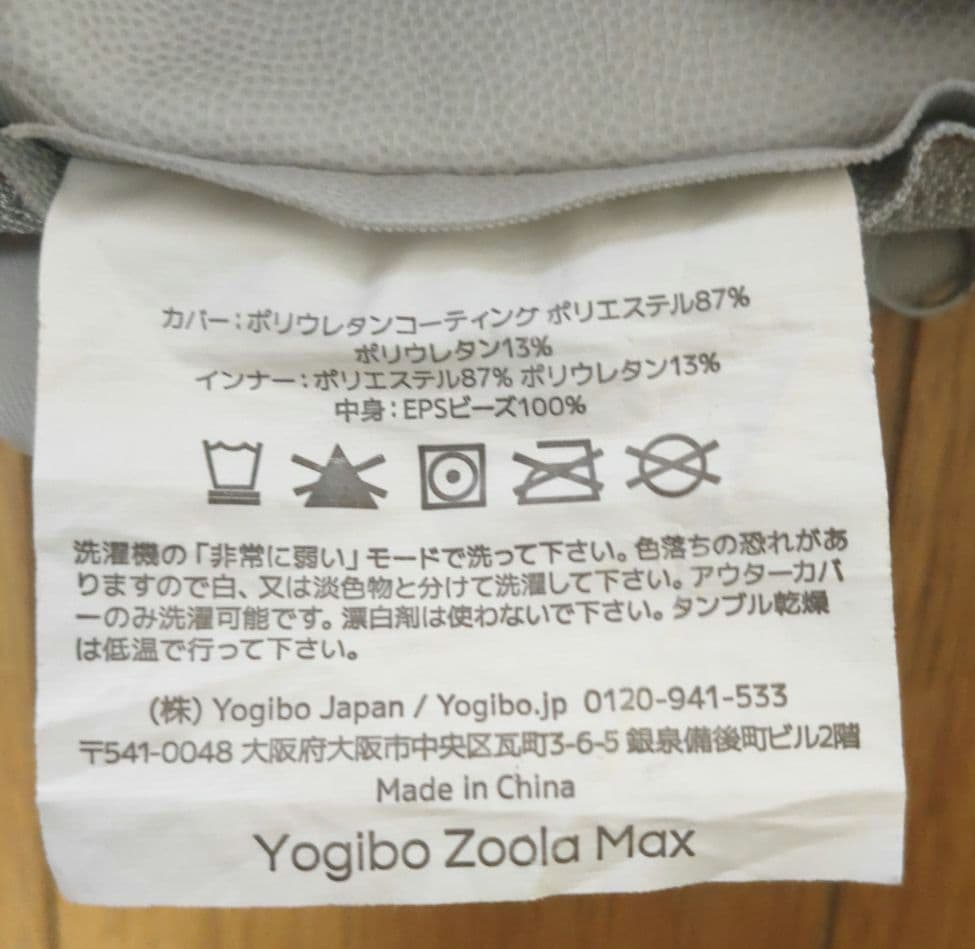 カバー：ポリウレタンコーティング ポリエステル87%
ポリウレタン13%
インナー：ポリエステル87% ポリウレタン13%
中身：EPSビーズ100%
洗濯機の「非常に弱い」モードで洗って下さい。色落ちの恐れがあ
りますので白、又は淡色物と分けて洗濯して下さい。アウターカバ
ーのみ洗濯可能です。漂白剤は使わないで下さい。タンブル乾燥
は低温で行って下さい。
（株）Yogibo Japan / Yogibo.jp 0120-941-533
〒541-0048 大阪府大阪市中央区瓦町3-6-5 銀泉備後町ビル2階
Made in China
Yogibo Zoola Max